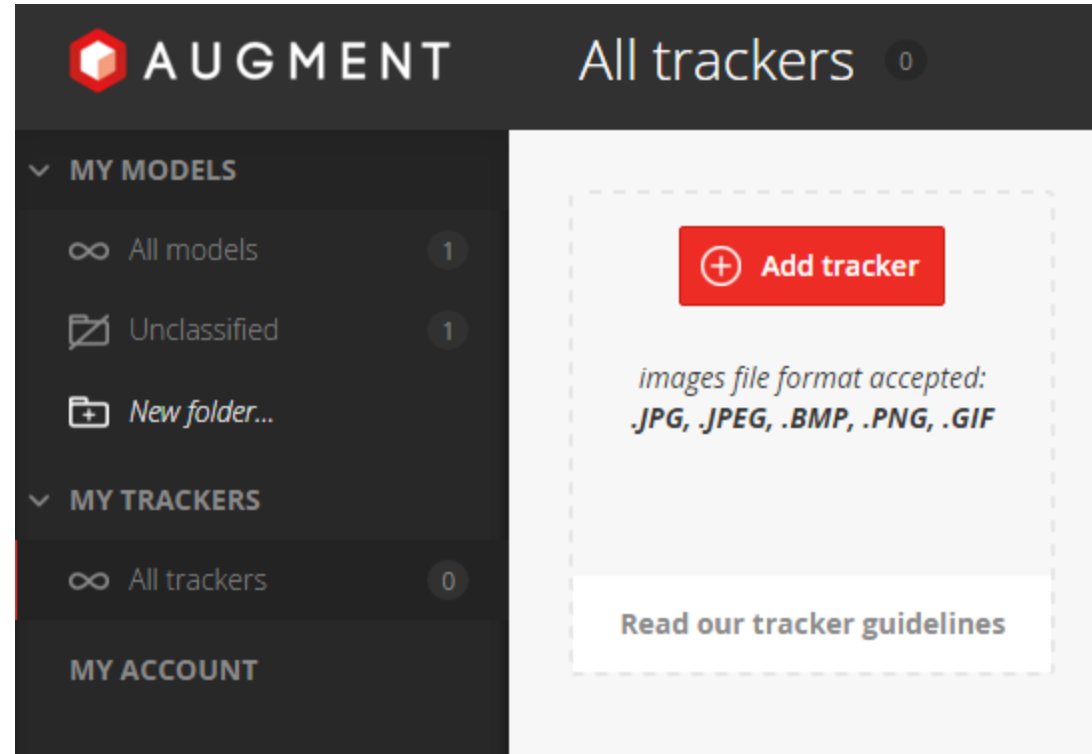 AUGMENT
All trackers 0
MY MODELS
All models 1
Unclassified 1
New folder...
MY TRACKERS
All trackers 0
MY ACCOUNT
Add tracker
images file format accepted:
.JPG, .JPEG, .BMP, .PNG, .GIF
Read our tracker guidelines